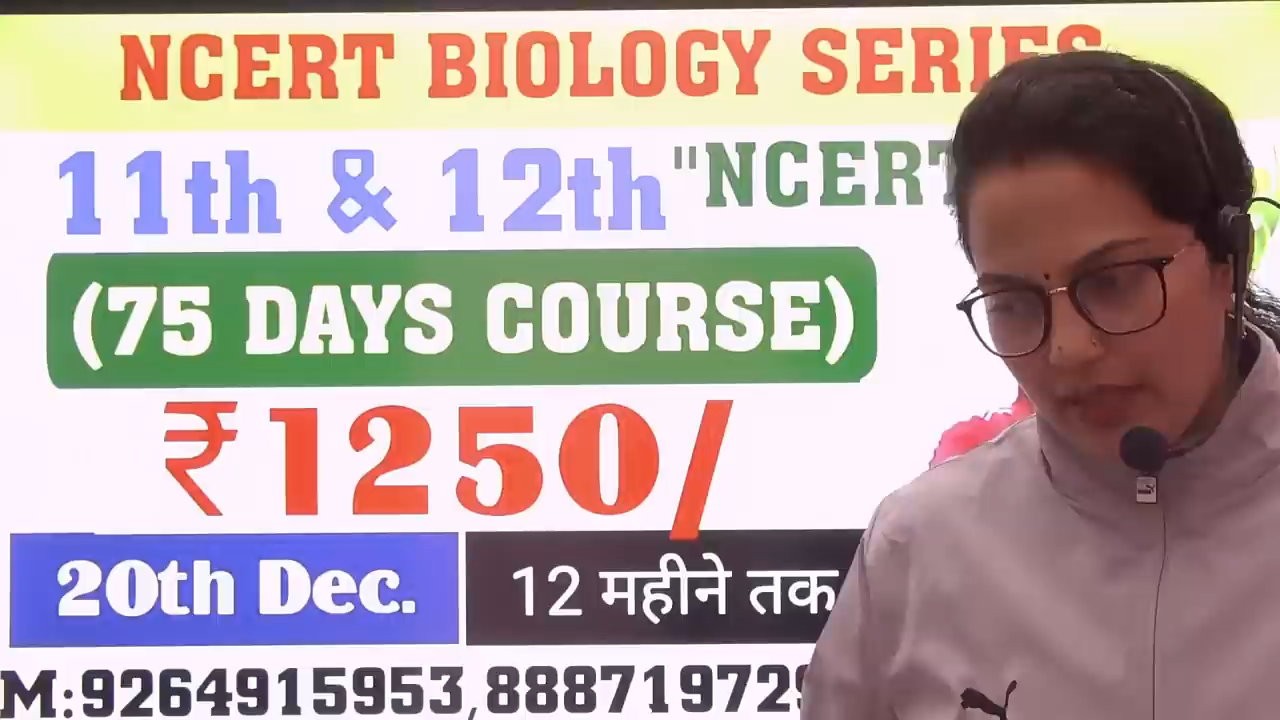 NCERT BIOLOGY SERIES
11th & 12th "NCERT
(75 DAYS COURSE)
₹1250/
20th Dec.
12 महीने तक
M:9264915953,888719729